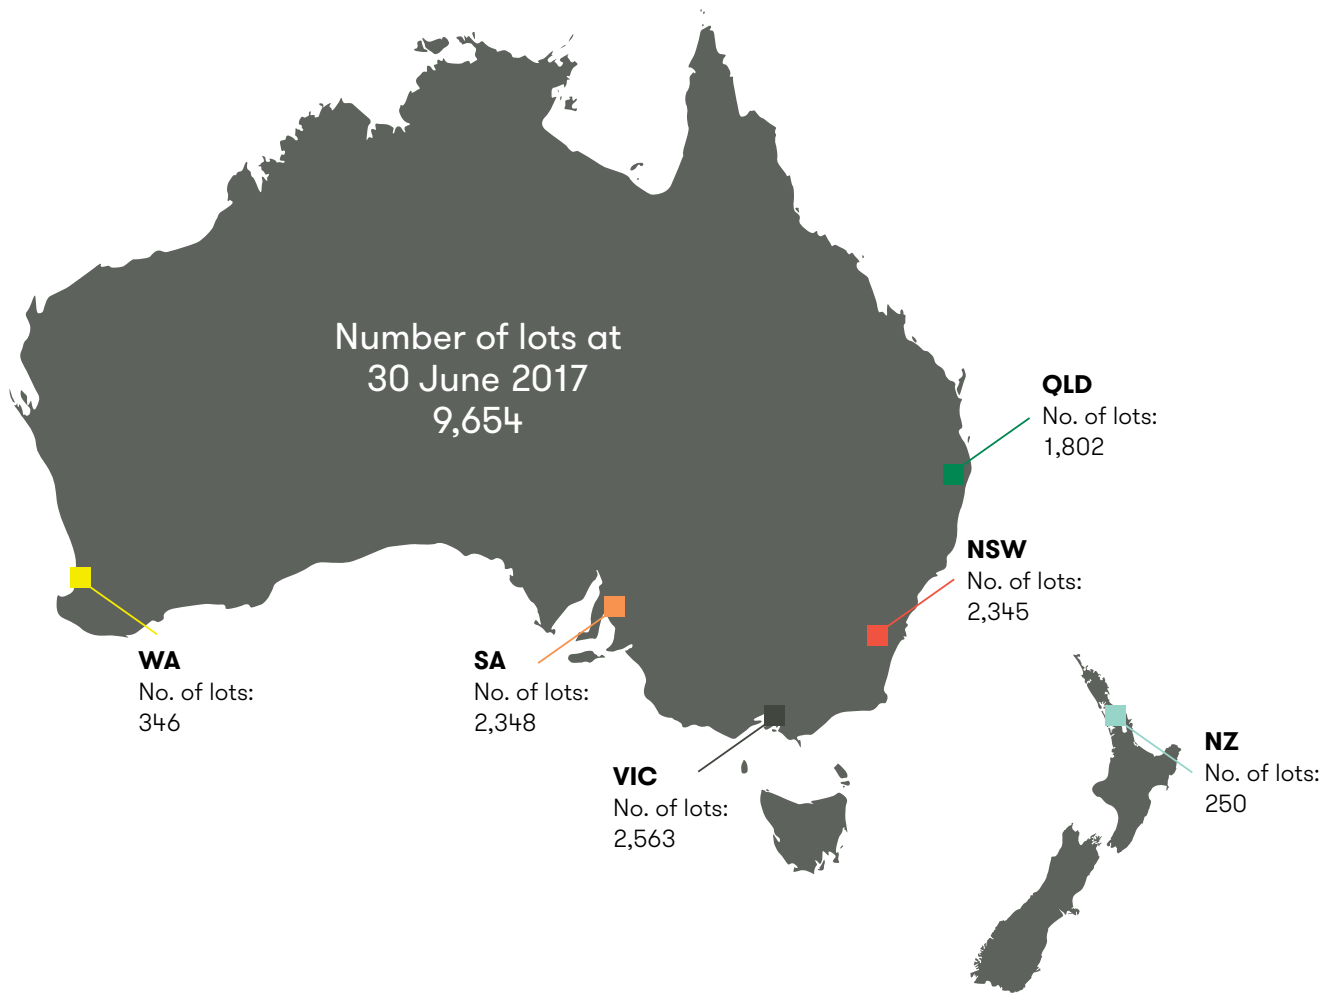 Number of lots at
30 June 2017
9,654
QLD
No. of lots:
1,802
NSW
No. of lots:
2,345
WA
No. of lots:
346
SA
No. of lots:
2,348
VIC
No. of lots:
2,563
NZ
No. of lots:
250